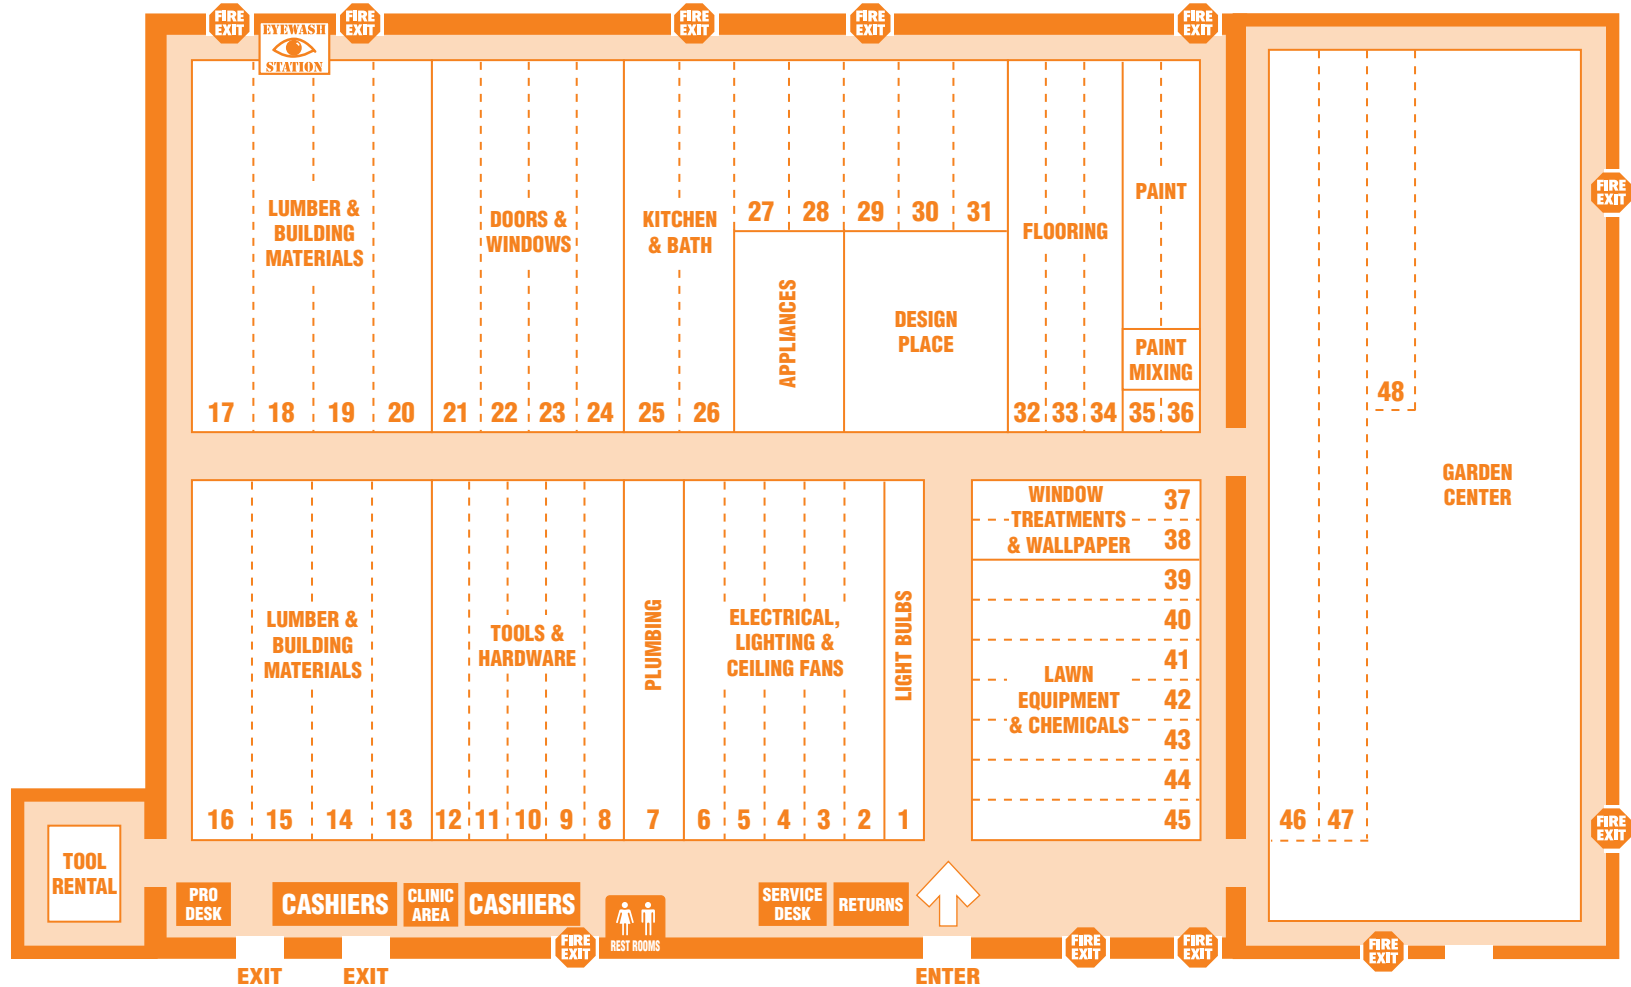 FIRE
EXIT
FIRE
EXIT
FIRE
EXIT
FIRE
EXIT
FIRE
EXIT
EYEWASH
STATION
LUMBER &
BUILDING
MATERIALS
17 18 19 20
DOORS &
WINDOWS
21 22 23 24
KITCHEN
& BATH
25 26
27 28 29 30 31
APPLIANCES
DESIGN
PLACE
FLOORING
32 33 34
PAINT
PAINT
MIXING
35 36
FIRE
EXIT
48
GARDEN
CENTER
46 47
FIRE
EXIT
LUMBER &
BUILDING
MATERIALS
16 15 14 13
TOOLS &
HARDWARE
12 11 10 9 8
PLUMBING
7
ELECTRICAL,
LIGHTING &
CEILING FANS
6 5 4 3 2
LIGHT BULBS
1
WINDOW
TREATMENTS
& WALLPAPER
37
38
39
40
41
42
43
44
45
LAWN
EQUIPMENT
& CHEMICALS
TOOL
RENTAL
PRO
DESK
CASHIERS
CLINIC
AREA
CASHIERS
REST ROOMS
SERVICE
DESK
RETURNS
FIRE
EXIT
FIRE
EXIT
FIRE
EXIT
FIRE
EXIT
EXIT
EXIT
ENTER